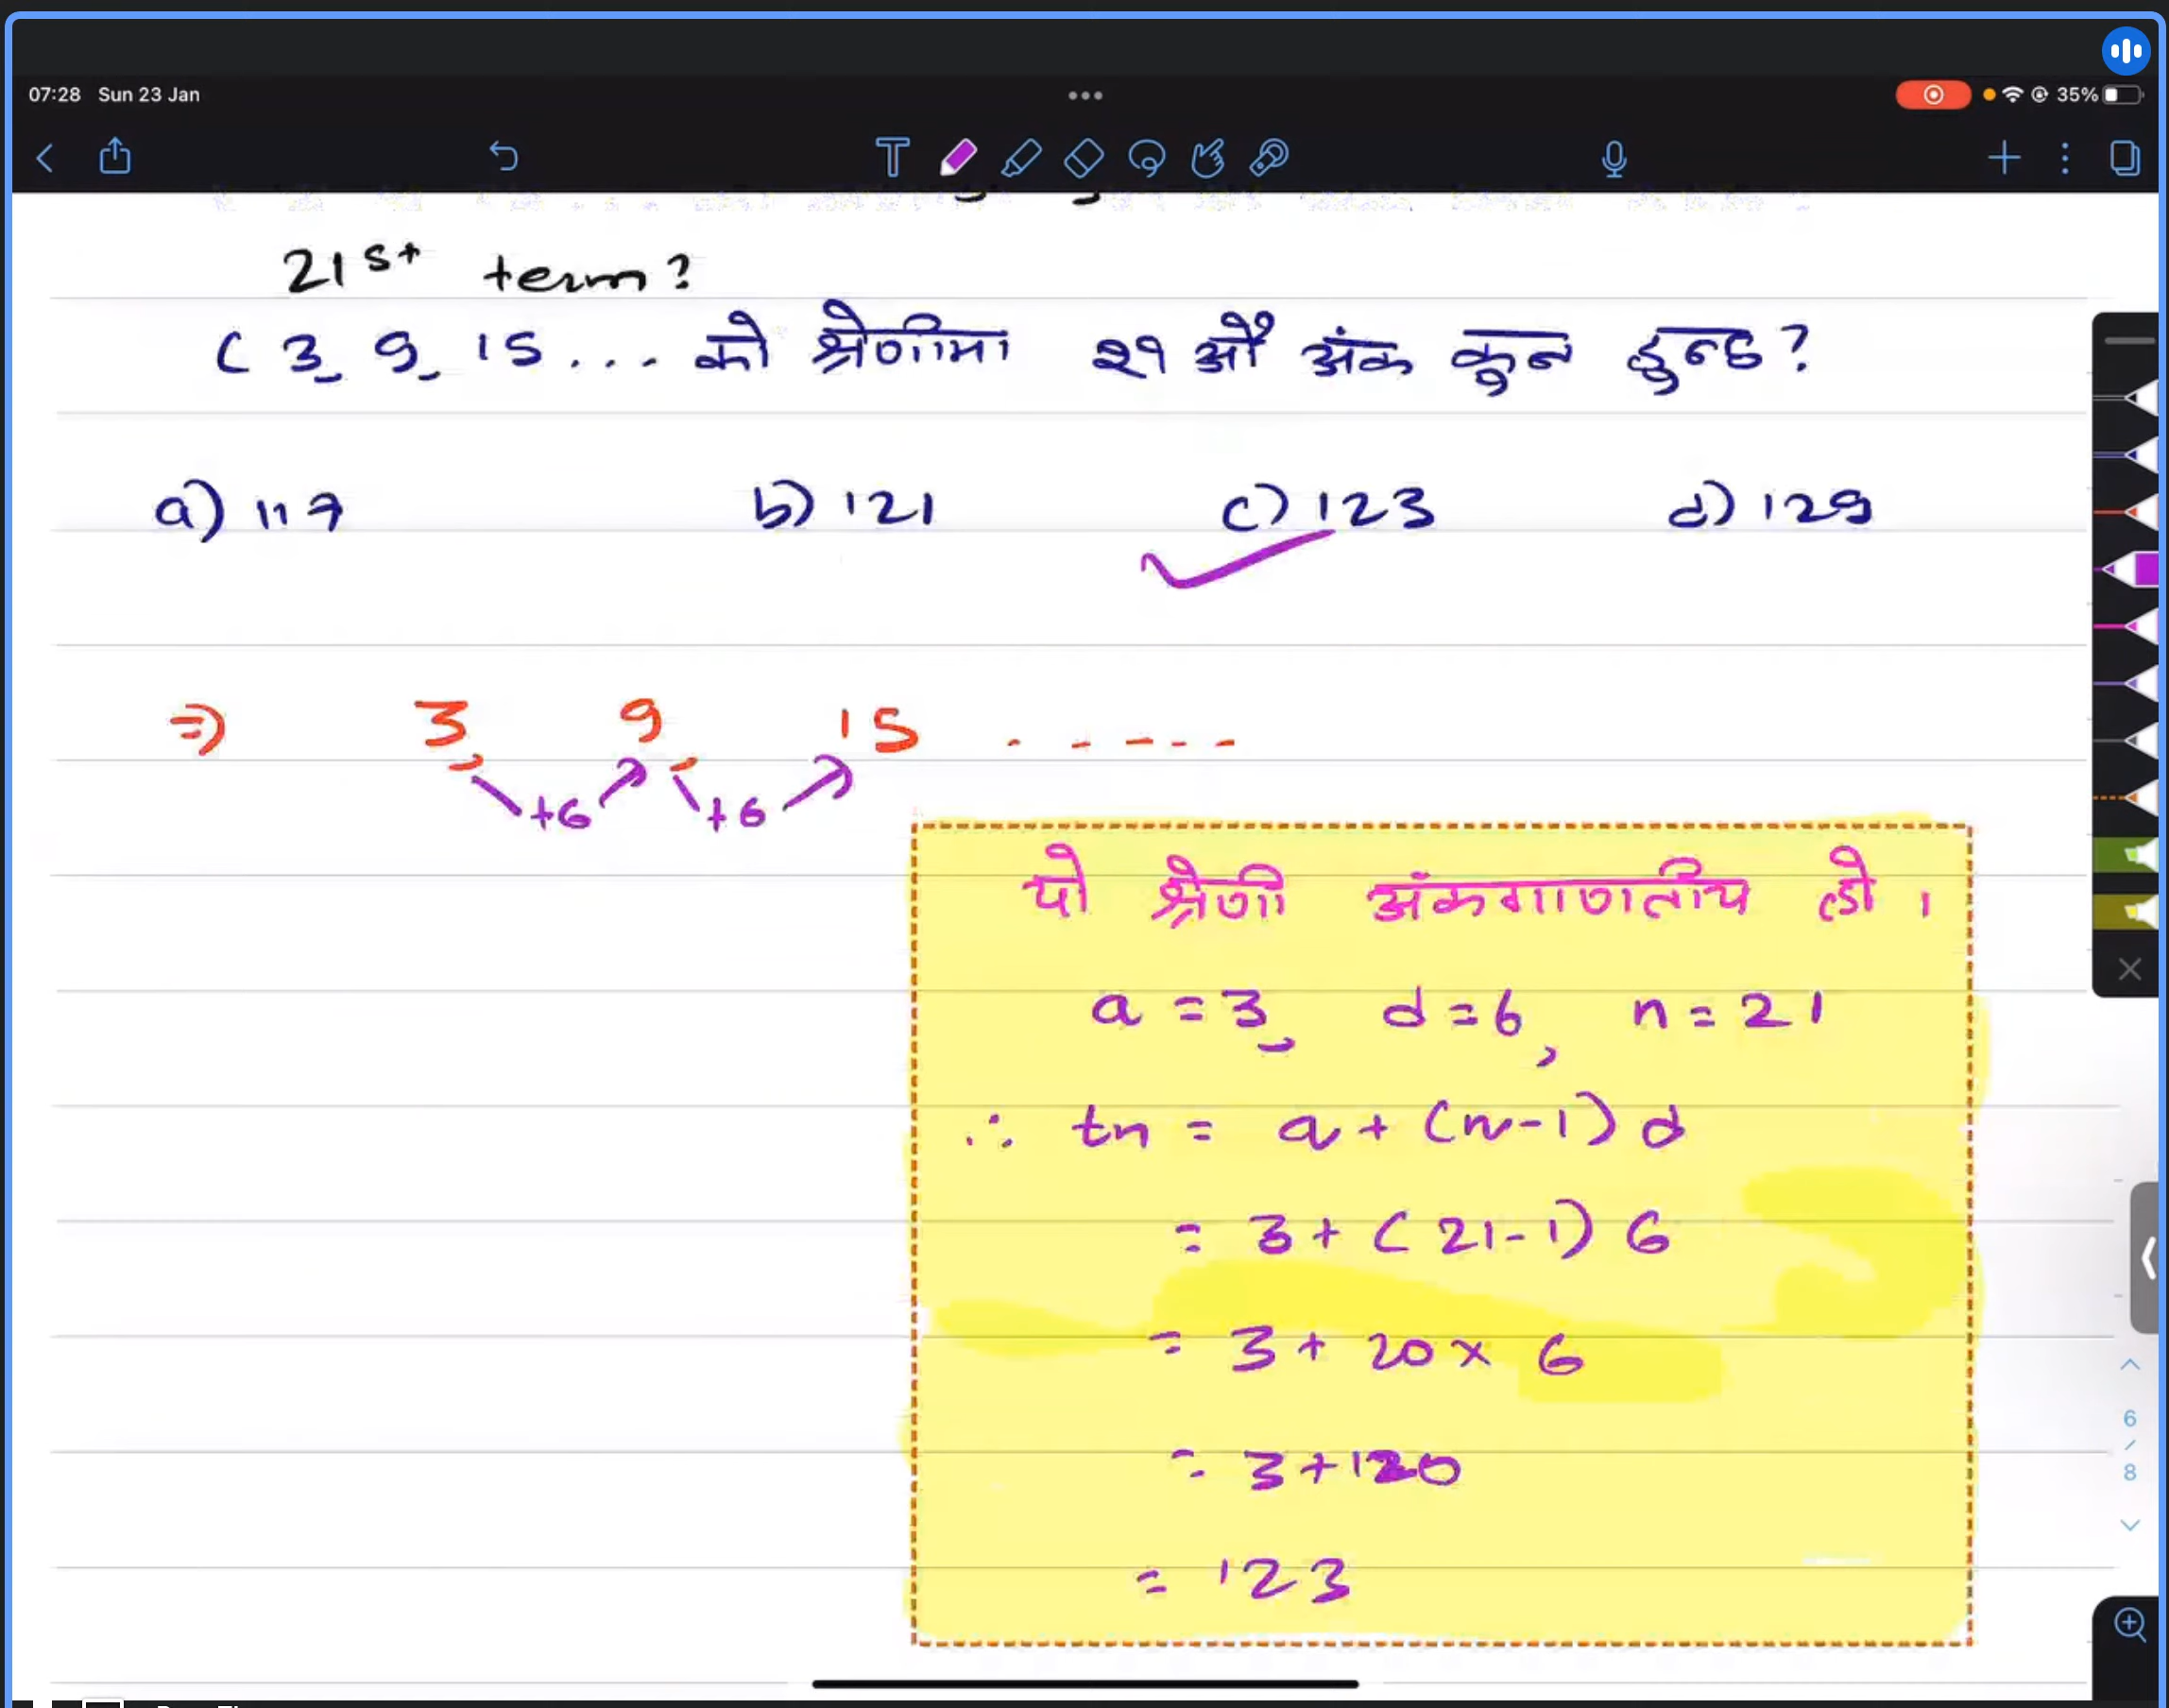 07:28 Sun 23 Jan
35%
21st term?
(3, 9, 15.... को श्रेणीमा २१ औं अंक कुन हुन्छ?
a) 117 b) 121 c) 123 d) 129
⇒ 3, 9, 15 . - - - -
+6 +6
यो श्रेणी अंकगाणतीय हो ।
a = 3, d = 6, n = 21
∴ tn = a + (n-1) d
= 3 + (21-1) 6
= 3 + 20 x 6
= 3 + 120
= 123
6
/
8